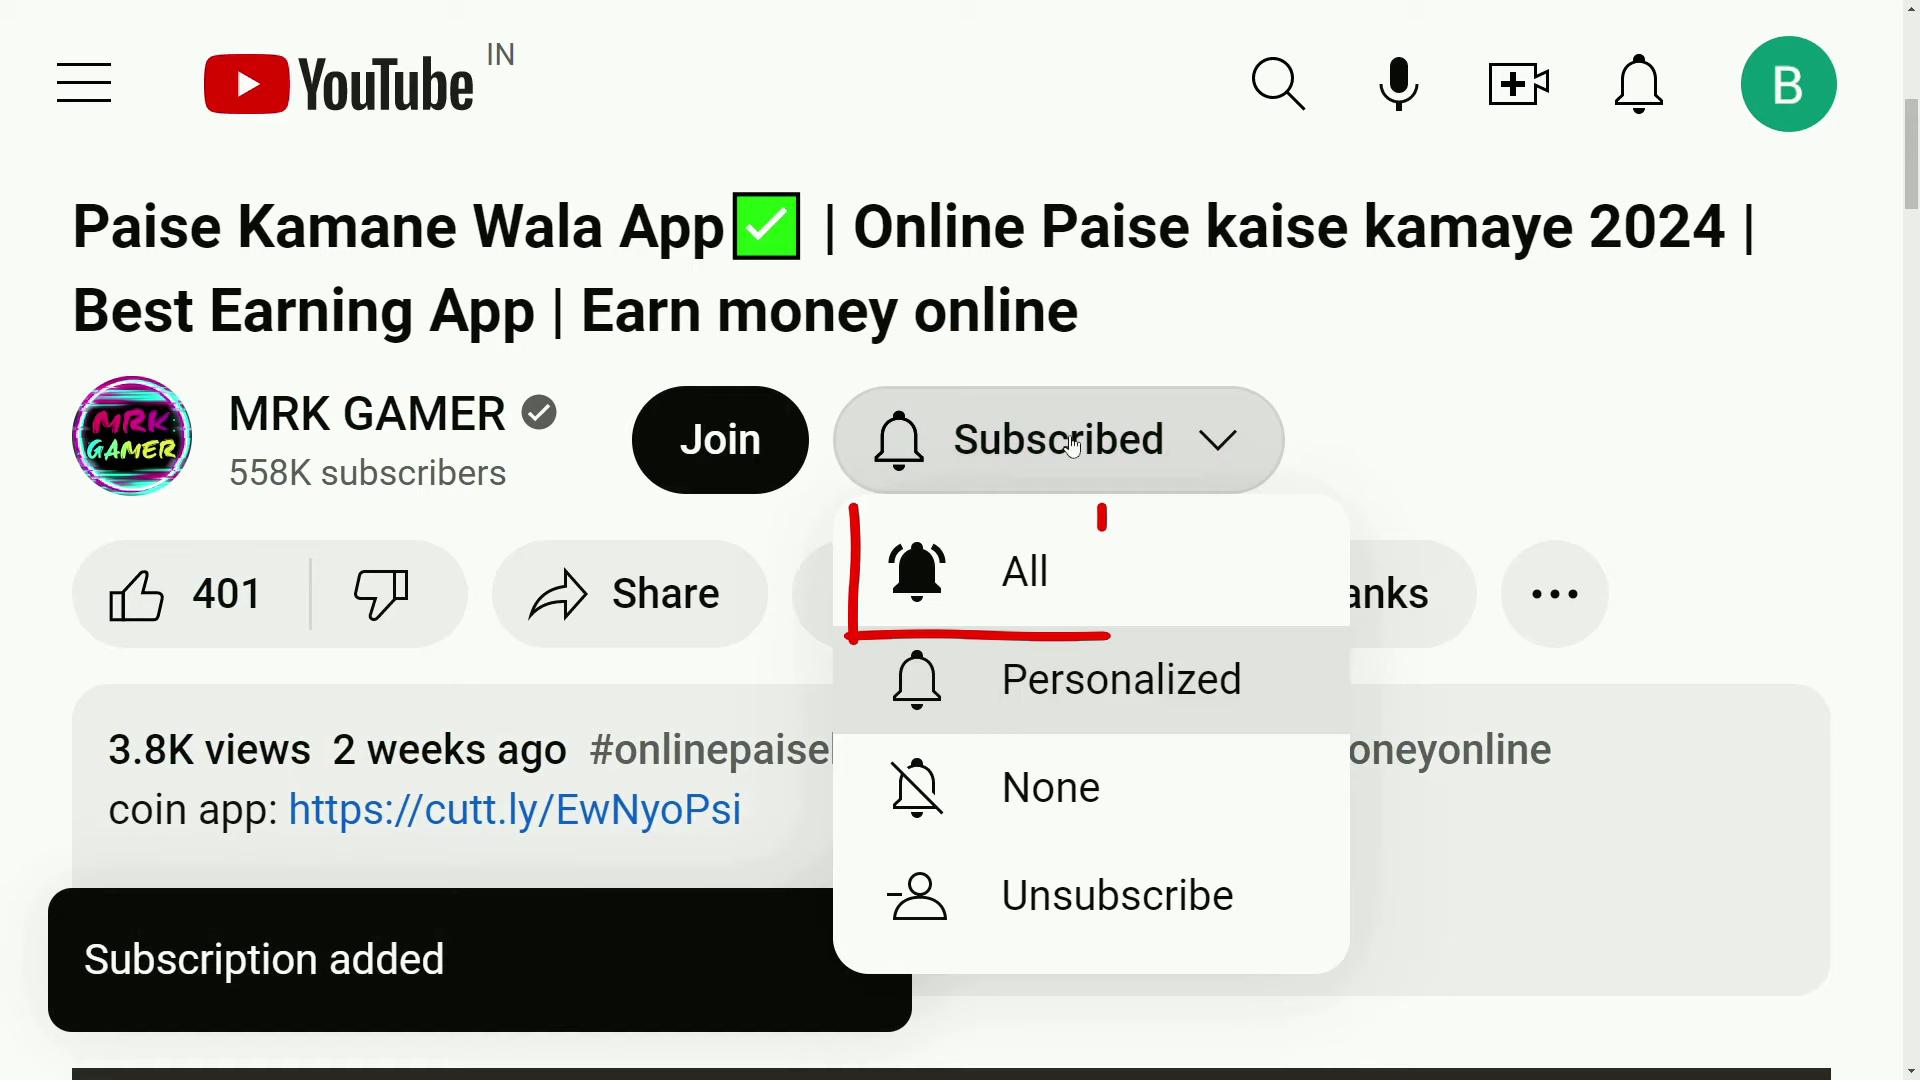 YouTube IN
B
Paise Kamane Wala App✅ | Online Paise kaise kamaye 2024 |
Best Earning App | Earn money online
MRK GAMER
MRK GAMER
558K subscribers
Join
Subscribed
401
Share
anks
All
Personalized
None
Unsubscribe
3.8K views 2 weeks ago #onlinepaise
oneyonline
coin app: https://cutt.ly/EwNyoPsi
Subscription added